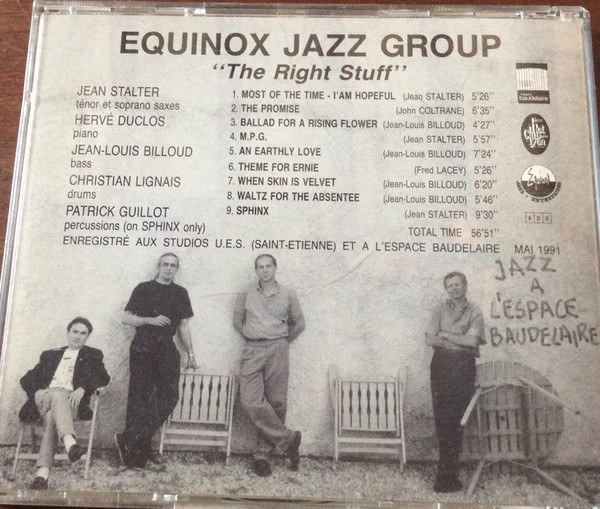 EQUINOX JAZZ GROUP
"The Right Stuff"
JEAN STALTER
ténor et soprano saxes
HERVÉ DUCLOS
piano
JEAN-LOUIS BILLOUD
bass
CHRISTIAN LIGNAIS
drums
PATRICK GUILLOT
percussions (on SPHINX only)
1. MOST OF THE TIME - I'AM HOPEFUL (Jean STALTER) 5'26"
2. THE PROMISE (John COLTRANE) 6'35"
3. BALLAD FOR A RISING FLOWER (Jean-Louis BILLOUD) 4'27"
4. M.P.G. (Jean STALTER) 5'57"
5. AN EARTHLY LOVE (Jean-Louis BILLOUD) 7'24"
6. THEME FOR ERNIE (Fred LACEY) 5'26"
7. WHEN SKIN IS VELVET (Jean-Louis BILLOUD) 6'20"
8. WALTZ FOR THE ABSENTEE (Jean-Louis BILLOUD) 5'46"
9. SPHINX (Jean STALTER) 9'30"
TOTAL TIME 56'51"
ENREGISTRÉ AUX STUDIOS U.E.S. (SAINT-ETIENNE) ET A L'ESPACE BAUDELAIRE MAI 1991
baudelaire
JAZZ
A
L'ESPACE
BAUDELAIRE